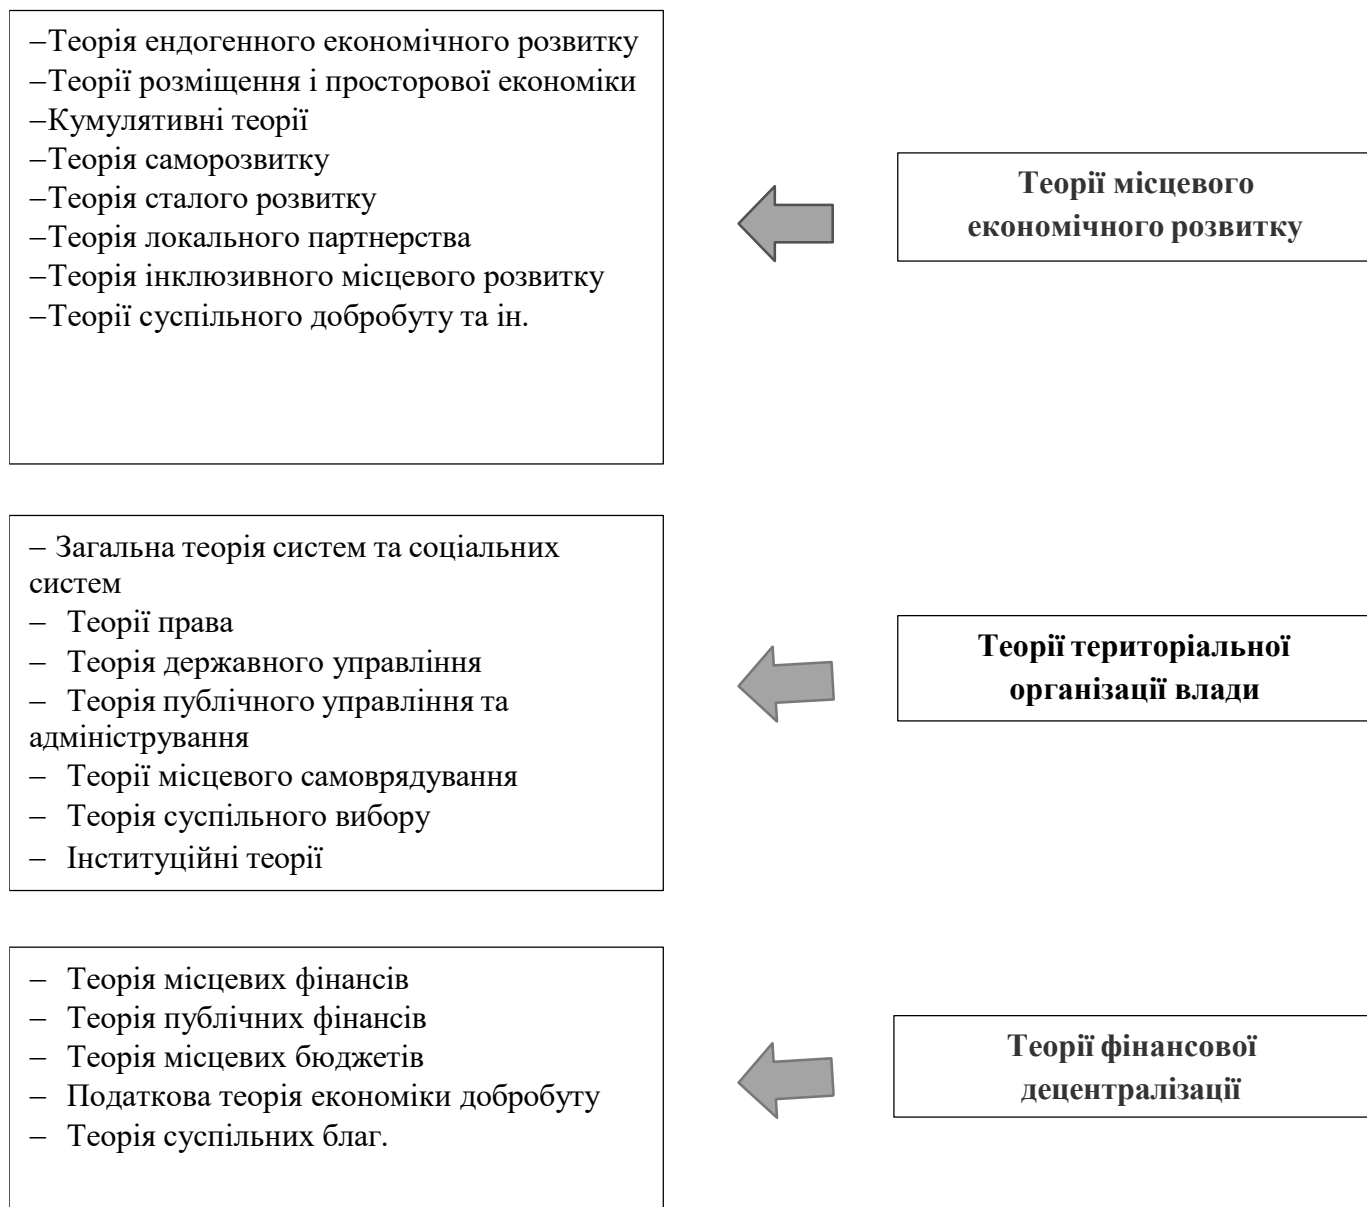 –Теорія ендогенного економічного розвитку
–Теорії розміщення і просторової економіки
–Кумулятивні теорії
–Теорія саморозвитку
–Теорія сталого розвитку
–Теорія локального партнерства
–Теорія інклюзивного місцевого розвитку
–Теорії суспільного добробуту та ін.
Теорії місцевого
економічного розвитку
– Загальна теорія систем та соціальних
систем
– Теорії права
– Теорія державного управління
– Теорія публічного управління та
адміністрування
– Теорії місцевого самоврядування
– Теорія суспільного вибору
– Інституційні теорії
Теорії територіальної
організації влади
– Теорія місцевих фінансів
– Теорія публічних фінансів
– Теорія місцевих бюджетів
– Податкова теорія економіки добробуту
– Теорія суспільних благ.
Теорії фінансової
децентралізації